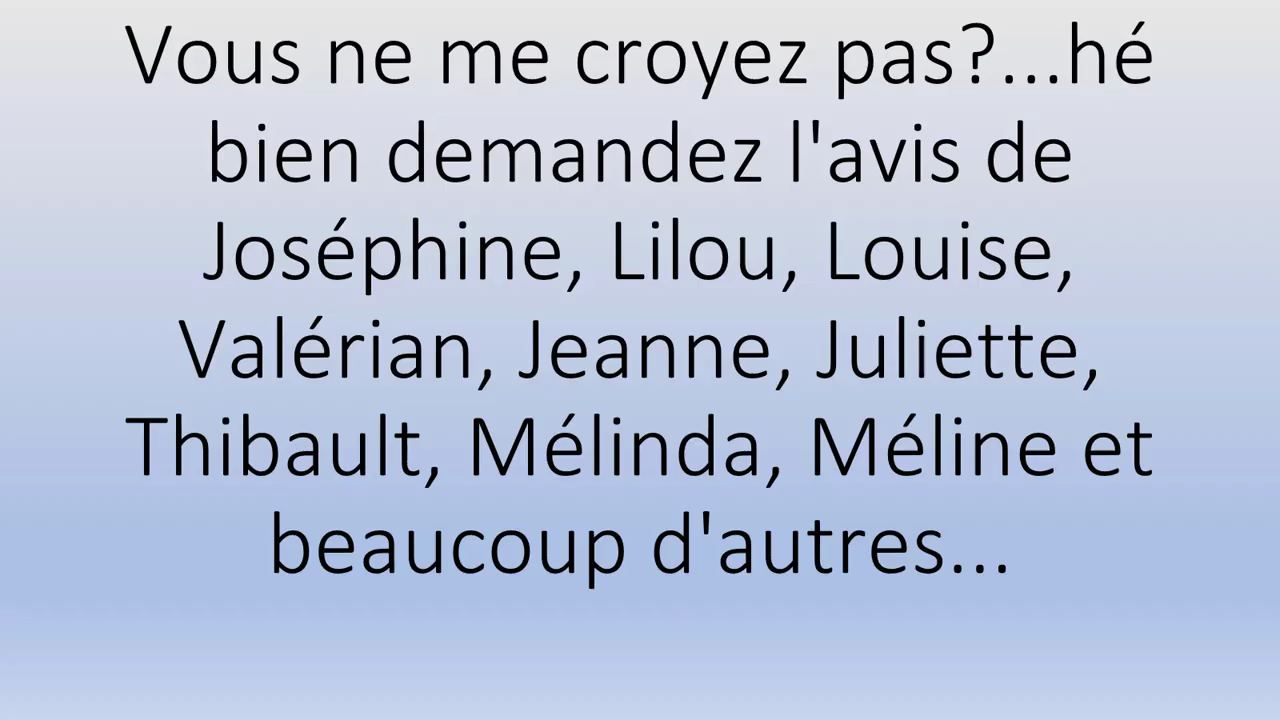 Vous ne me croyez pas?...hé
bien demandez l'avis de
Joséphine, Lilou, Louise,
Valérian, Jeanne, Juliette,
Thibault, Mélinda, Méline et
beaucoup d'autres...